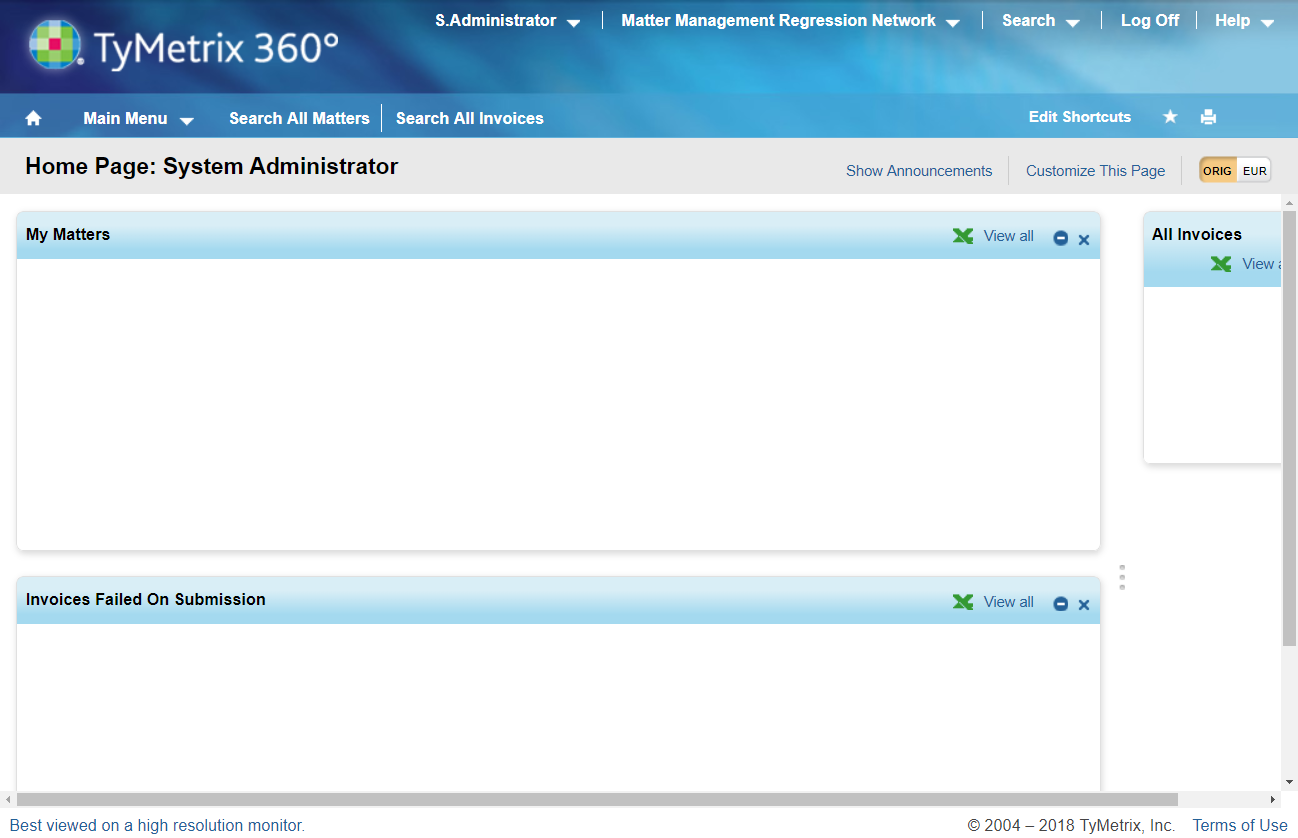 S.Administrator Matter Management Regression Network Search Log Off Help
TyMetrix 360°
Main Menu Search All Matters Search All Invoices Edit Shortcuts
Home Page: System Administrator Show Announcements Customize This Page ORIG EUR
My Matters View all
All Invoices
View a
Invoices Failed On Submission View all
Best viewed on a high resolution monitor. © 2004 – 2018 TyMetrix, Inc. Terms of Use